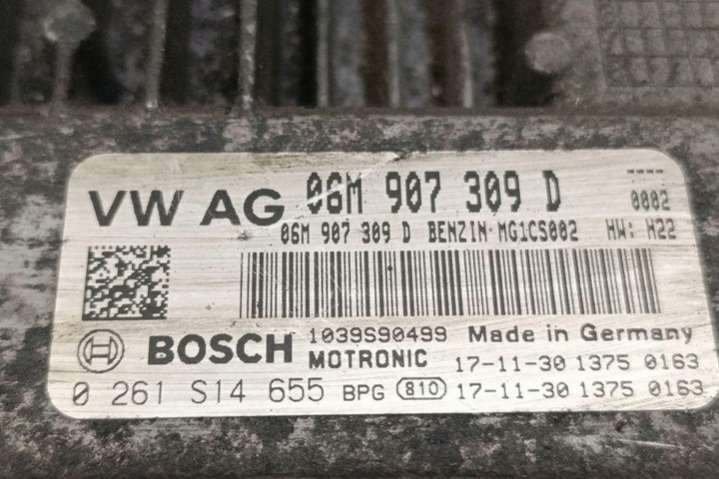 VW AG 06M 907 309 D ----
0002
06M 907 309 D BENZIN-MG1CS002 HW: H22
BOSCH 1039S90499 Made in Germany
MOTRONIC 17-11-30 1375 0163
0 261 S14 655 BPG 810 17-11-30 1375 0163